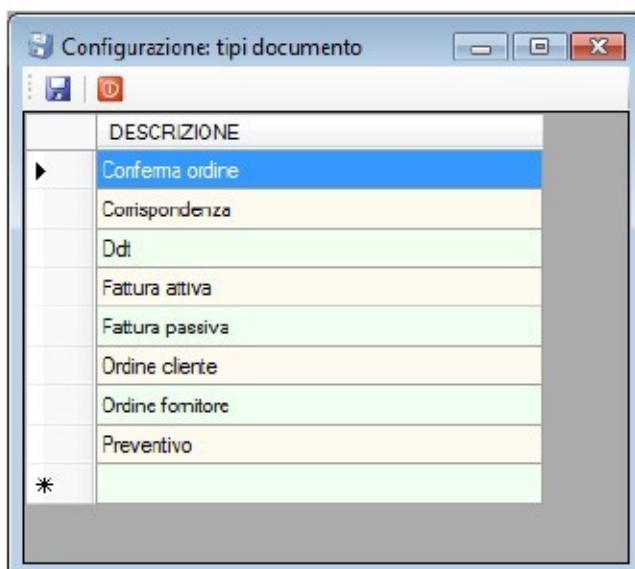 Configurazione: tipi documento
DESCRIZIONE
Conferma ordine
Corrispondenza
Ddt
Fattura attiva
Fattura passiva
Ordine cliente
Ordine fornitore
Preventivo